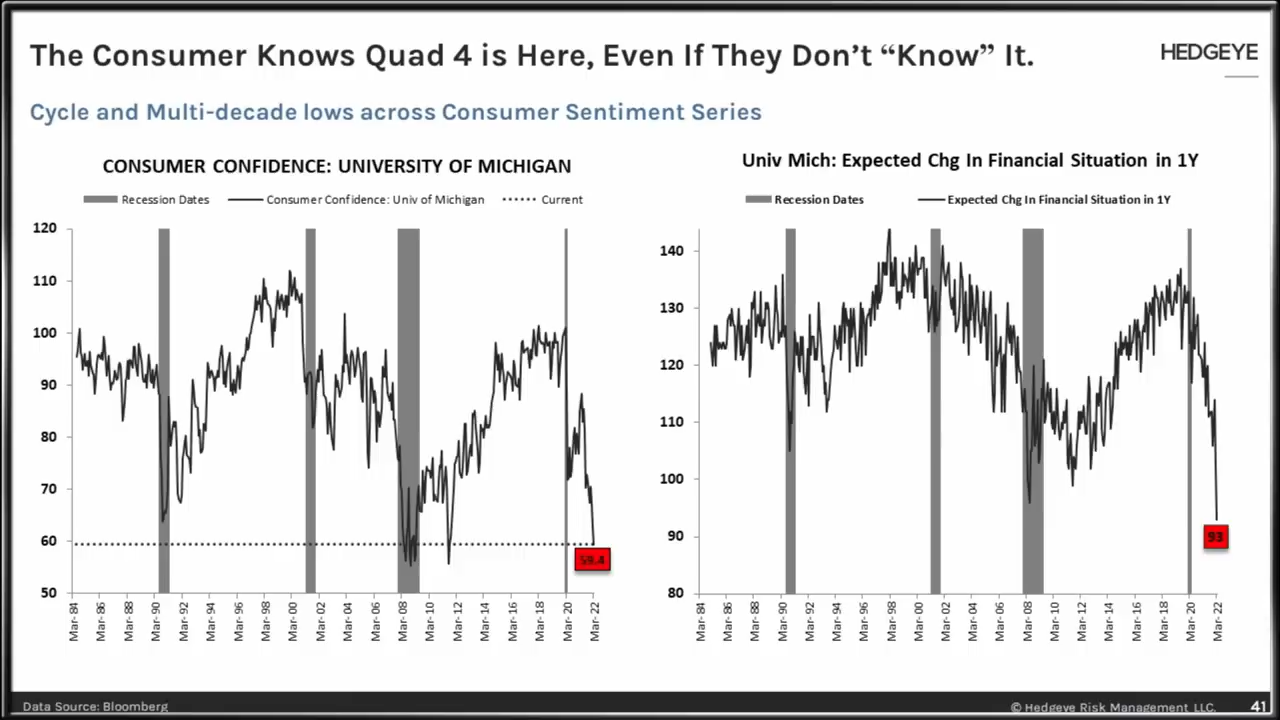 The Consumer Knows Quad 4 is Here, Even If They Don’t “Know” It.
HEDGEYE
Cycle and Multi-decade lows across Consumer Sentiment Series
CONSUMER CONFIDENCE: UNIVERSITY OF MICHIGAN
Recession Dates
Consumer Confidence: Univ of Michigan
Current
120
110
100
90
80
70
60
50
59.4
Mar-84
Mar-86
Mar-88
Mar-90
Mar-92
Mar-94
Mar-96
Mar-98
Mar-00
Mar-02
Mar-04
Mar-06
Mar-08
Mar-10
Mar-12
Mar-14
Mar-16
Mar-18
Mar-20
Mar-22
Univ Mich: Expected Chg In Financial Situation in 1Y
Recession Dates
Expected Chg In Financial Situation in 1Y
140
130
120
110
100
90
80
93
Mar-84
Mar-86
Mar-88
Mar-90
Mar-92
Mar-94
Mar-96
Mar-98
Mar-00
Mar-02
Mar-04
Mar-06
Mar-08
Mar-10
Mar-12
Mar-14
Mar-16
Mar-18
Mar-20
Mar-22
Data Source: Bloomberg
© Hedgeye Risk Management LLC.
41